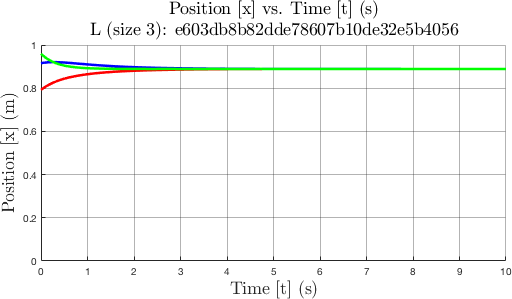 Position [x] vs. Time [t] (s)
L (size 3): e603db8b82dde78607b10de32e5b4056
Position [x] (m)
1
0.8
0.6
0.4
0.2
0
0 1 2 3 4 5 6 7 8 9 10
Time [t] (s)